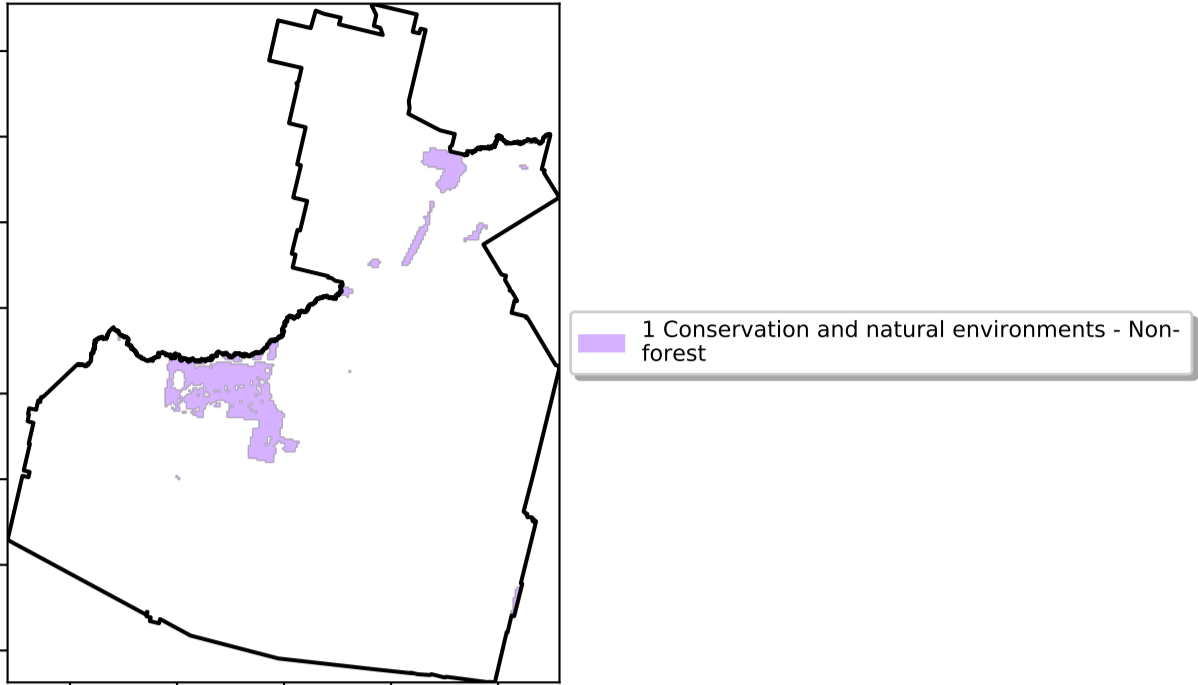 1 Conservation and natural environments - Non-
forest